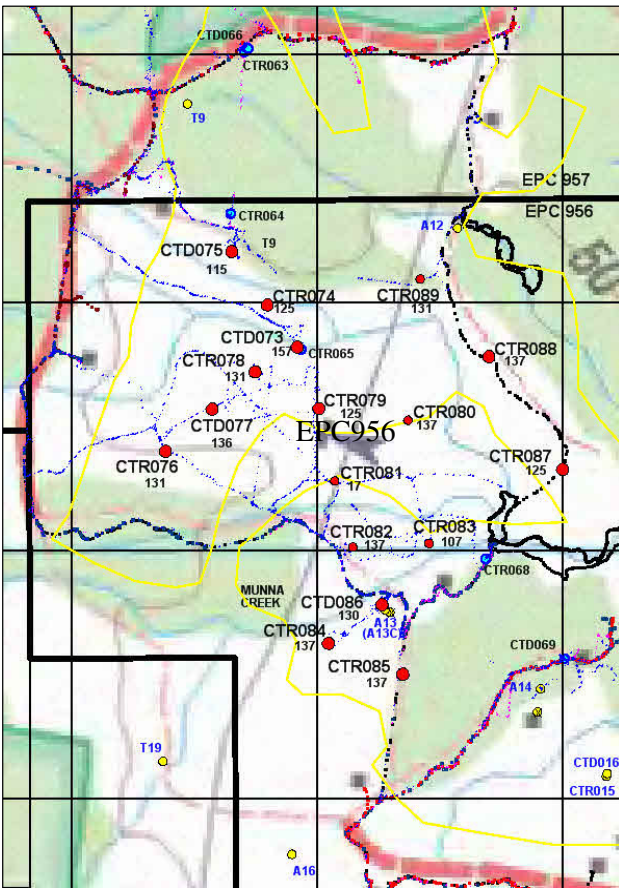 CTD066
CTR063
T9
EPC 957
EPC 956
CTR064
A12
T9
CTD075
115
CTR089
131
CTR074
125
CTD073
157
CTR065
CTR078
131
CTR088
137
CTR079
125
CTR080
137
CTD077
136
EPC956
CTR076
131
CTR087
125
CTR081
17
CTR082
137
CTR083
107
CTR068
MUNNA
CREEK
CTD086
130
A13
CTR084
137
CTD069
CTR085
137
A14
T19
CTD016
CTR015
A16